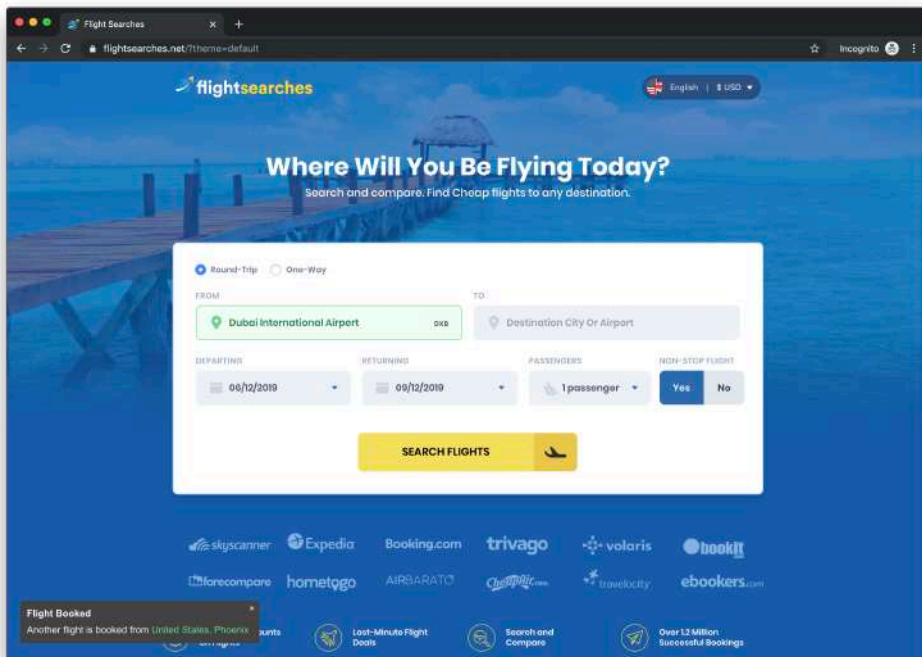 Flight Searches
flightsearches.net/?theme=default
Incognito
flightsearches
English | $ USD
Where Will You Be Flying Today?
Search and compare. Find Cheap flights to any destination.
Round-Trip One-Way
FROM TO
Dubai International Airport DXB Destination City Or Airport
DEPARTING RETURNING PASSENGERS NON-STOP FLIGHT
06/12/2019 09/12/2019 1 passenger Yes No
SEARCH FLIGHTS
skyscanner Expedia Booking.com trivago volaris bookit
farecompare hometogo AIRBARATO CheapAir.com travelocity ebookers.com
Flight Booked
Another flight is booked from United States, Phoenix
Last-Minute Flight Deals
Search and Compare
Over 1.2 Million Successful Bookings